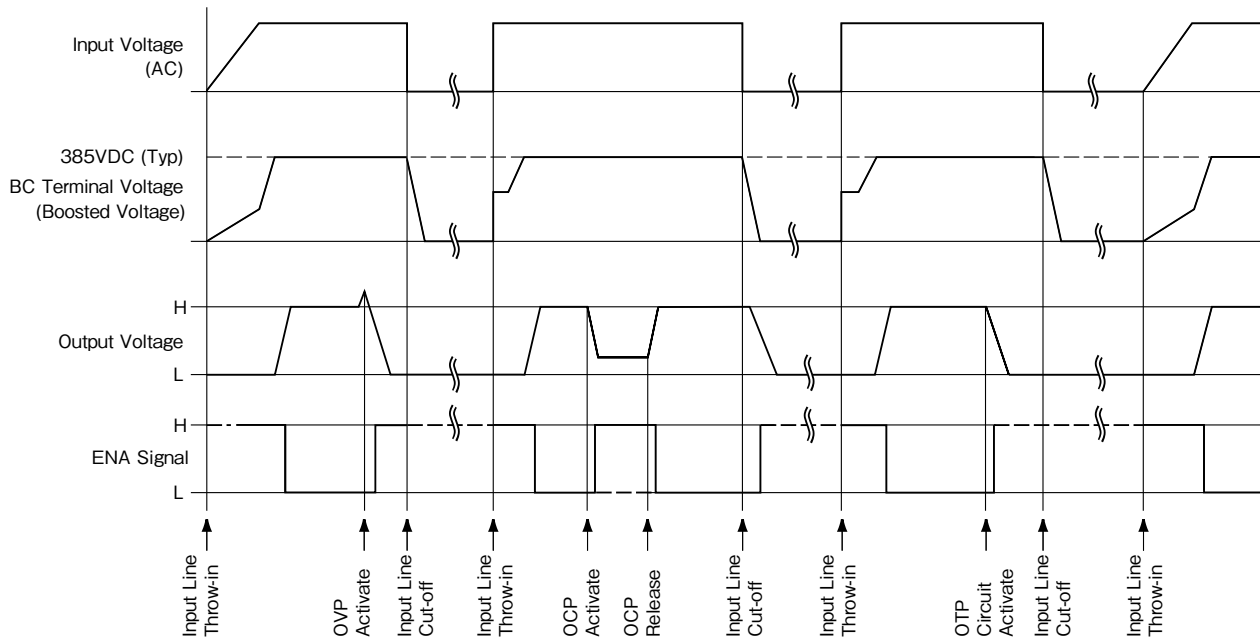 Input Voltage
(AC)
385VDC (Typ)
BC Terminal Voltage
(Boosted Voltage)
H
Output Voltage
L
H
ENA Signal
L
Input Line
Throw-in
OVP
Activate
Input Line
Cut-off
Input Line
Throw-in
OCP
Activate
OCP
Release
Input Line
Cut-off
Input Line
Throw-in
OTP
Circuit
Activate
Input Line
Cut-off
Input Line
Throw-in